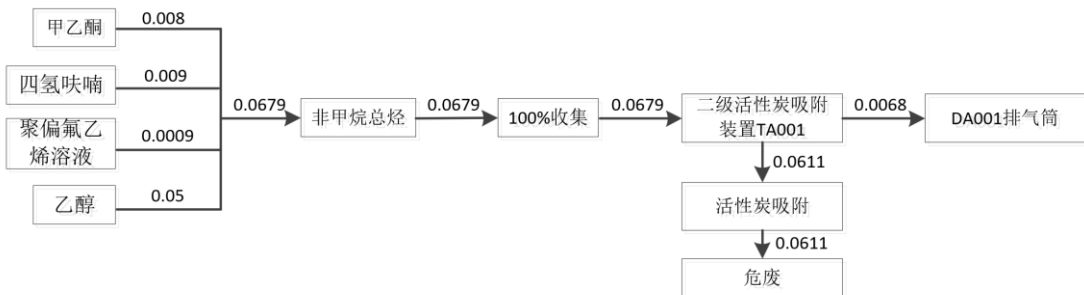 甲乙酮
0.008
四氢呋喃
0.009
聚偏氟乙
烯溶液
0.0009
乙醇
0.05
0.0679
非甲烷总烃
0.0679
100%收集
0.0679
二级活性炭吸附
装置TA001
0.0068
DA001排气筒
0.0611
活性炭吸附
0.0611
危废